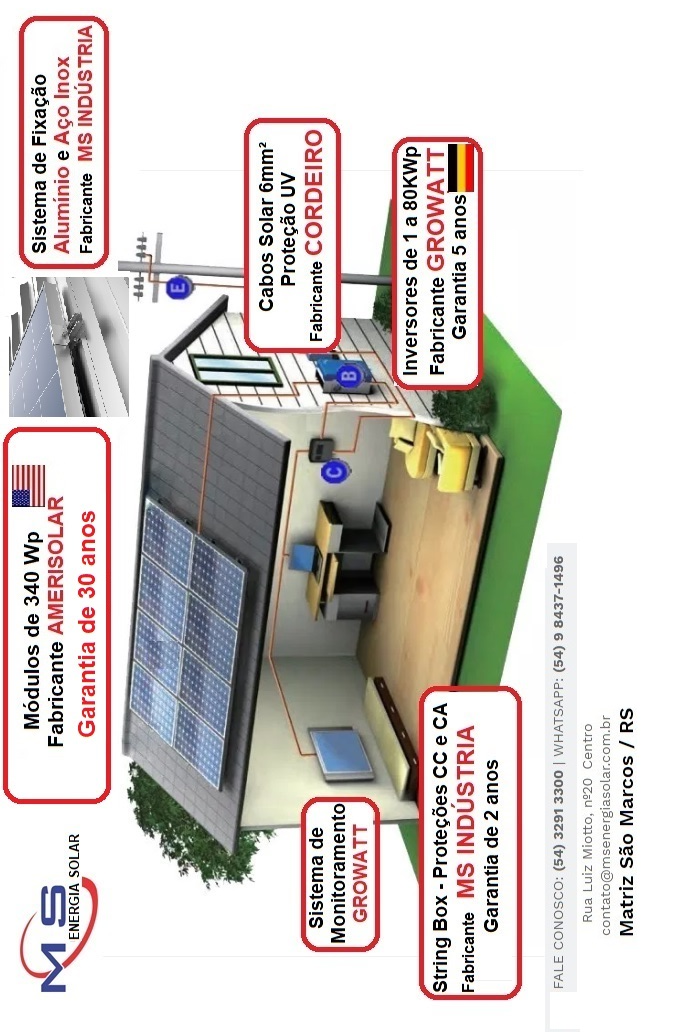 MS
ENERGIA SOLAR
Módulos de 340 Wp
Fabricante AMERISOLAR
Garantia de 30 anos
Sistema de Fixação
Alumínio e Aço Inox
Fabricante MS INDÚSTRIA
E
Cabos Solar 6mm²
Proteção UV
Fabricante CORDEIRO
B
C
Inversores de 1 a 80KWp
Fabricante GROWATT
Garantia 5 anos
Sistema de
Monitoramento
GROWATT
String Box - Proteções CC e CA
Fabricante MS INDÚSTRIA
Garantia de 2 anos
FALE CONOSCO: (54) 3291 3300 | WHATSAPP: (54) 9 8437-1496
Rua Luiz Miotto, nº20 Centro
contato@msenergiasolar.com.br
Matriz São Marcos / RS